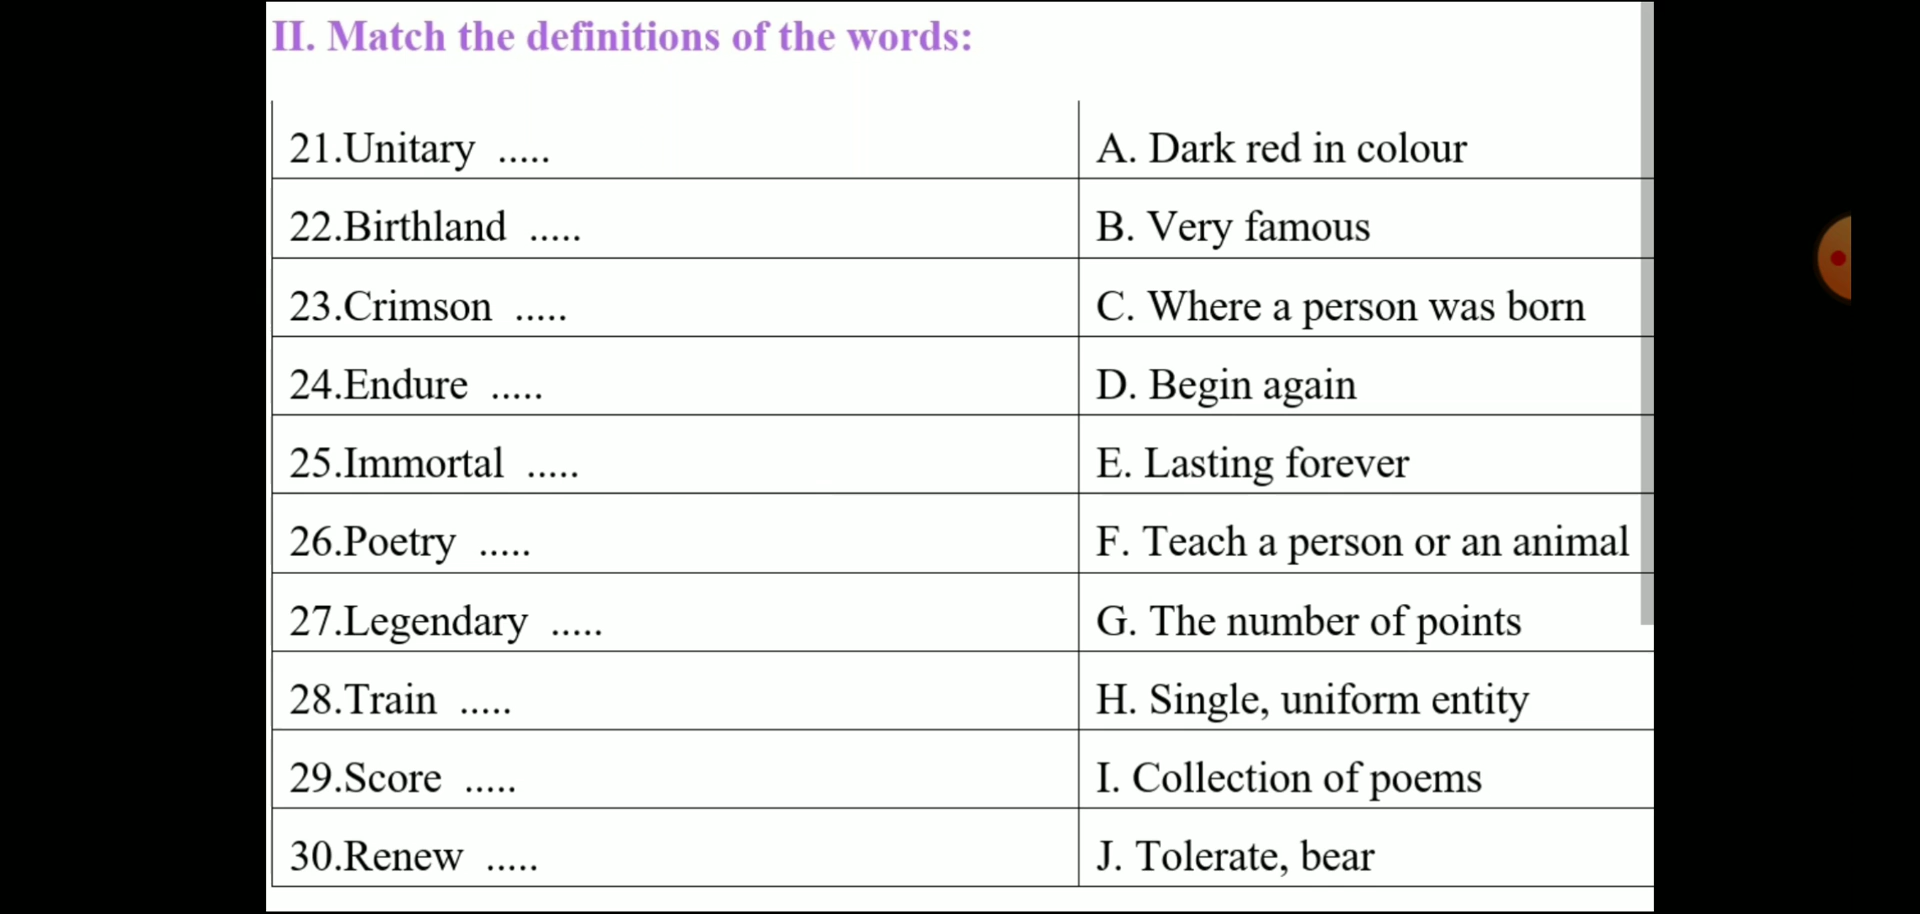 II. Match the definitions of the words:
21.Unitary ..... A. Dark red in colour
22.Birthland ..... B. Very famous
23.Crimson ..... C. Where a person was born
24.Endure ..... D. Begin again
25.Immortal ..... E. Lasting forever
26.Poetry ..... F. Teach a person or an animal
27.Legendary ..... G. The number of points
28.Train ..... H. Single, uniform entity
29.Score ..... I. Collection of poems
30.Renew ..... J. Tolerate, bear